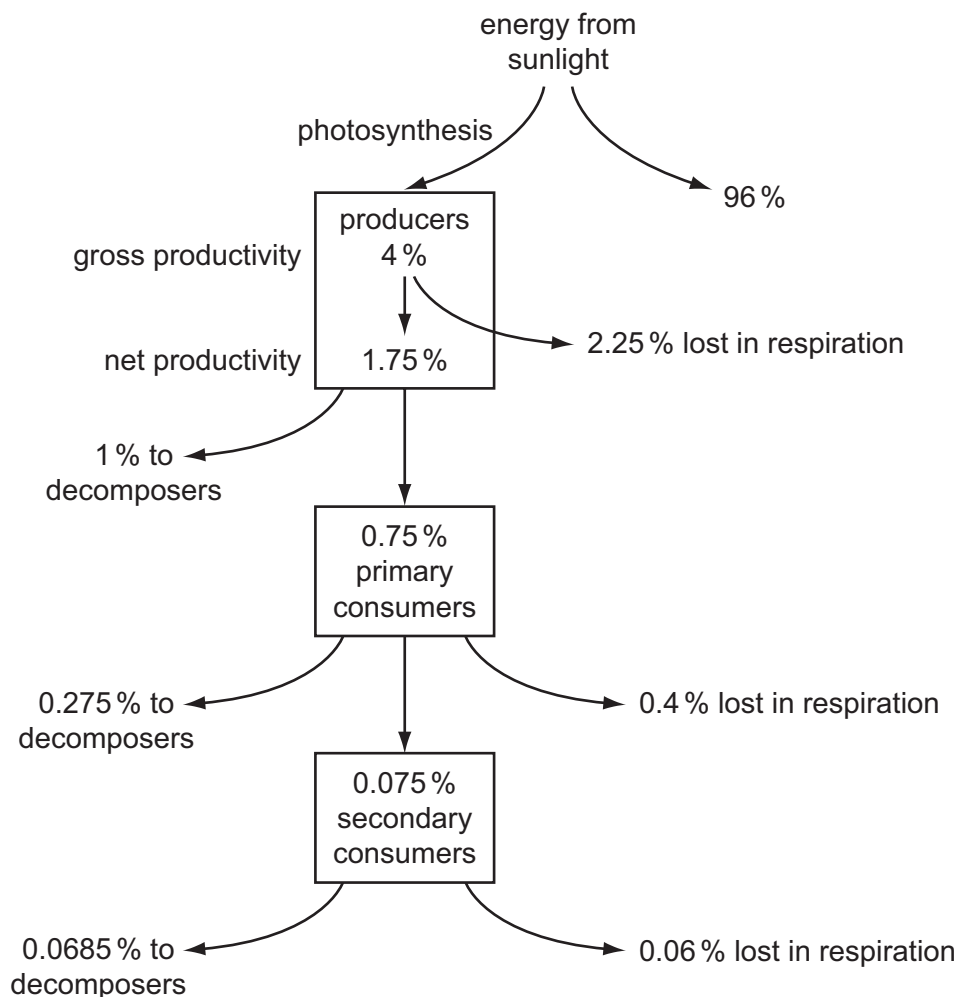 energy from
sunlight
photosynthesis
96 %
producers
gross productivity
4 %
2.25 % lost in respiration
net productivity
1.75 %
1 % to
decomposers
0.75 %
primary
consumers
0.275 % to
decomposers
0.4 % lost in respiration
0.075 %
secondary
consumers
0.0685 % to
decomposers
0.06 % lost in respiration